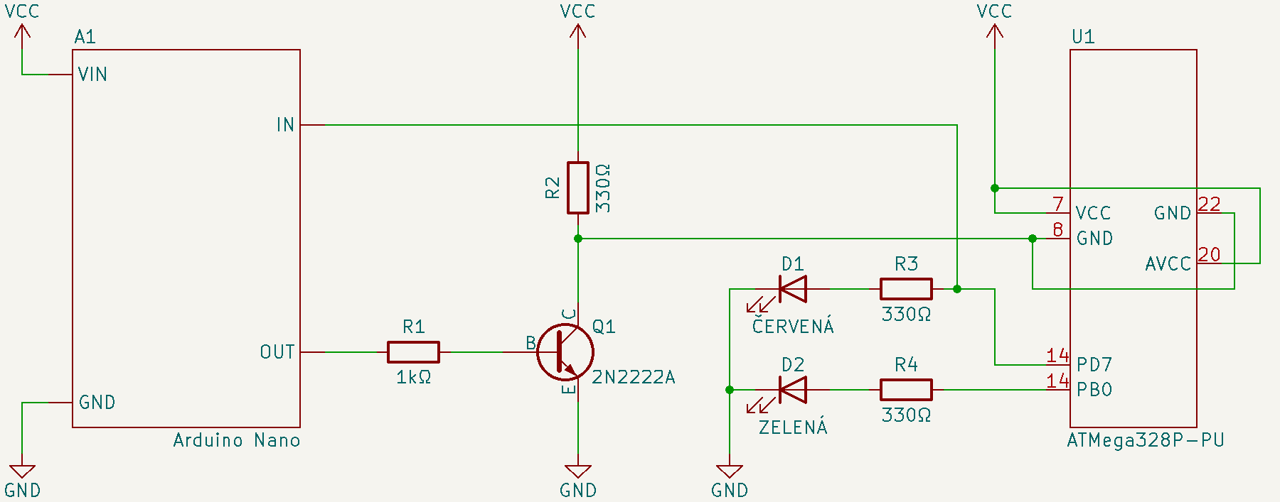 VCC
VCC
VCC
A1
U1
VIN
IN
R2
330Ω
7
VCC
GND
22
8
GND
AVCC
20
D1
R3
ČERVENÁ
330Ω
C
Q1
R1
B
OUT
1kΩ
2N2222A
E
D2
R4
14
PD7
14
PB0
ZELENÁ
330Ω
GND
Arduino Nano
ATMega328P-PU
GND
GND
GND